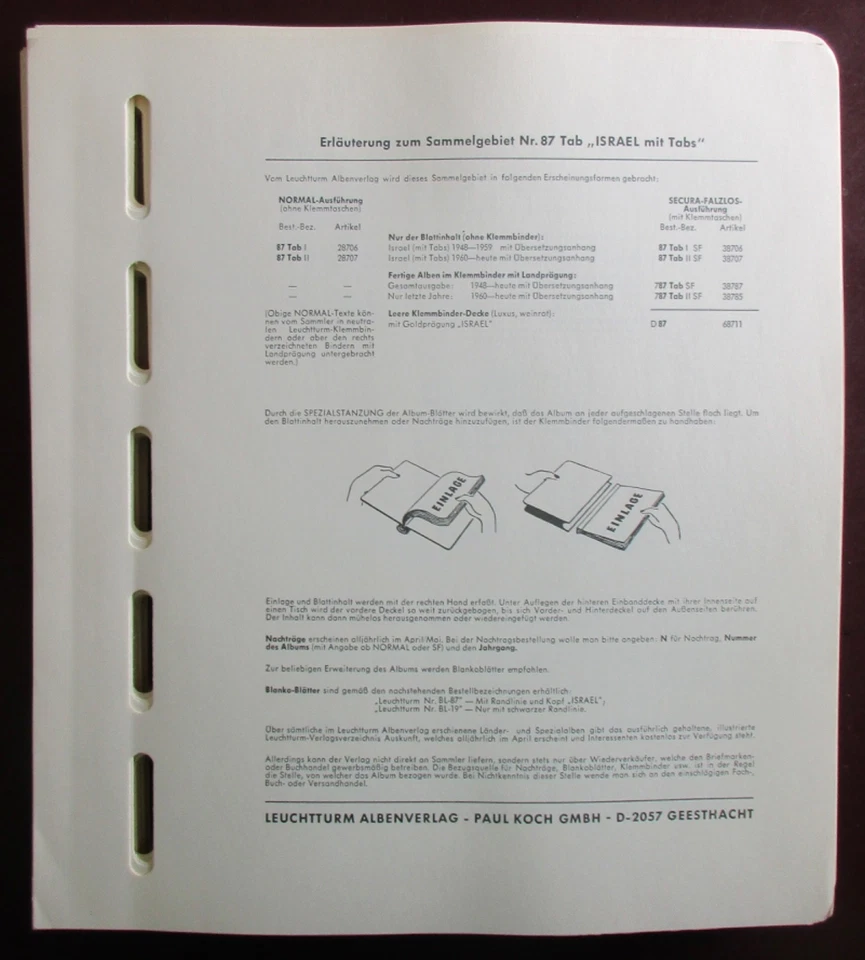 Erläuterung zum Sammelgebiet Nr. 87 Tab „ISRAEL mit Tabs“
Vom Leuchtturm Albenverlag wird dieses Sammelgebiet in folgenden Erscheinungsformen gebracht:
NORMAL-Ausführung
(ohne Klemmtaschen)
Best.-Bez. Artikel
87 Tab I 28706
87 Tab II 28707
— —
— —
(Obige NORMAL-Texte kön-
nen vom Sammler in neutra-
len Leuchtturm-Klemmbin-
dern oder aber den rechts
verzeichneten Bindern mit
Landprägung untergebracht
werden.)
Nur der Blattinhalt (ohne Klemmbinder):
Israel (mit Tabs) 1948—1959 mit Übersetzungsanhang
Israel (mit Tabs) 1960—heute mit Übersetzungsanhang
Fertige Alben im Klemmbinder mit Landprägung:
Gesamtausgabe: 1948—heute mit Übersetzungsanhang
Nur letzte Jahre: 1960—heute mit Übersetzungsanhang
Leere Klemmbinder-Decke (Luxus, weinrot):
mit Goldprägung „ISRAEL“
SECURA-FALZLOS-
Ausführung
(mit Klemmtaschen)
Best.-Bez. Artikel
87 Tab I SF 38706
87 Tab II SF 38707
787 Tab SF 38787
787 Tab II SF 38785
D 87 68711
Durch die SPEZIALSTANZUNG der Album-Blätter wird bewirkt, daß das Album an jeder aufgeschlagenen Stelle flach liegt. Um
den Blattinhalt herauszunehmen oder Nachträge hinzuzufügen, ist der Klemmbinder folgendermaßen zu handhaben:
EINLAGE
EINLAGE
Einlage und Blattinhalt werden mit der rechten Hand erfaßt. Unter Auflegen der hinteren Einbanddecke mit ihrer Innenseite auf
einen Tisch wird der vordere Deckel so weit zurückgebogen, bis sich Vorder- und Hinterdeckel auf den Außenseiten berühren.
Der Inhalt kann dann mühelos herausgenommen oder wiedereingefügt werden.
Nachträge erscheinen alljährlich im April/Mai. Bei der Nachtragsbestellung wolle man bitte angeben: N für Nachtrag, Nummer
des Albums (mit Angabe ob NORMAL oder SF) und den Jahrgang.
Zur beliebigen Erweiterung des Albums werden Blankoblätter empfohlen.
Blanko-Blätter sind gemäß den nachstehenden Bestellbezeichnungen erhältlich:
„Leuchtturm Nr. BL-87“ — Mit Randlinie und Kopf „ISRAEL“;
„Leuchtturm Nr. BL-19“ — Nur mit schwarzer Randlinie.
Über sämtliche im Leuchtturm Albenverlag erschienene Länder- und Spezialalben gibt das ausführlich gehaltene, illustrierte
Leuchtturm-Verlagsverzeichnis Auskunft, welches alljährlich im April erscheint und Interessenten kostenlos zur Verfügung steht.
Allerdings kann der Verlag nicht direkt an Sammler liefern, sondern stets nur über Wiederverkäufer, welche den Briefmarken-
oder Buchhandel gewerbsmäßig betreiben. Die Bezugsquelle für Nachträge, Blankoblätter, Klemmbinder usw. ist in der Regel
die Stelle, von welcher das Album bezogen wurde. Bei Nichtkenntnis dieser Stelle wende man sich an den einschlägigen Fach-,
Buch- oder Versandhandel.
LEUCHTTURM ALBENVERLAG - PAUL KOCH GMBH - D-2057 GEESTHACHT